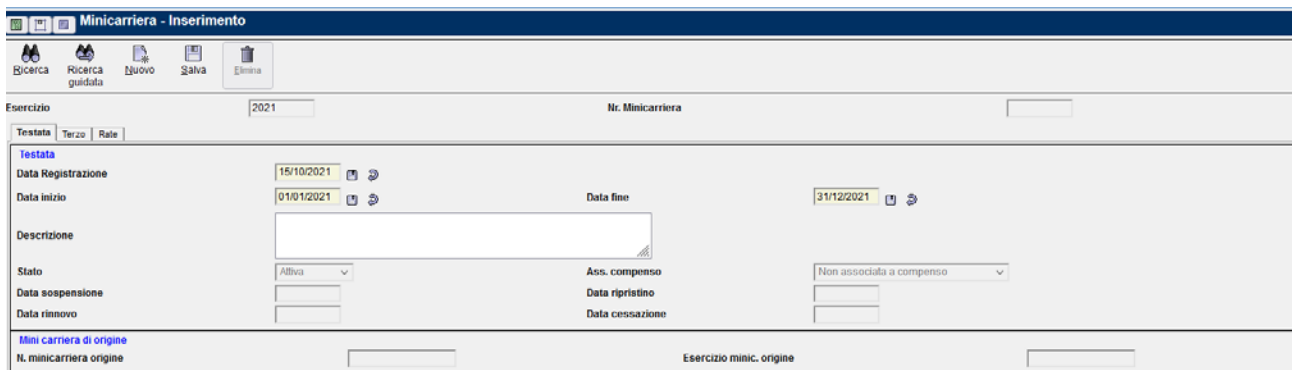 Minicarriera - Inserimento
Ricerca Ricerca guidata Nuovo Salva Elimina
Esercizio 2021 Nr. Minicarriera
Testata Terzo Rate
Testata
Data Registrazione 15/10/2021
Data inizio 01/01/2021 Data fine 31/12/2021
Descrizione
Stato Attiva Ass. compenso Non associata a compenso
Data sospensione Data ripristino
Data rinnovo Data cessazione
Mini carriera di origine
N. minicarriera origine Esercizio minic. origine